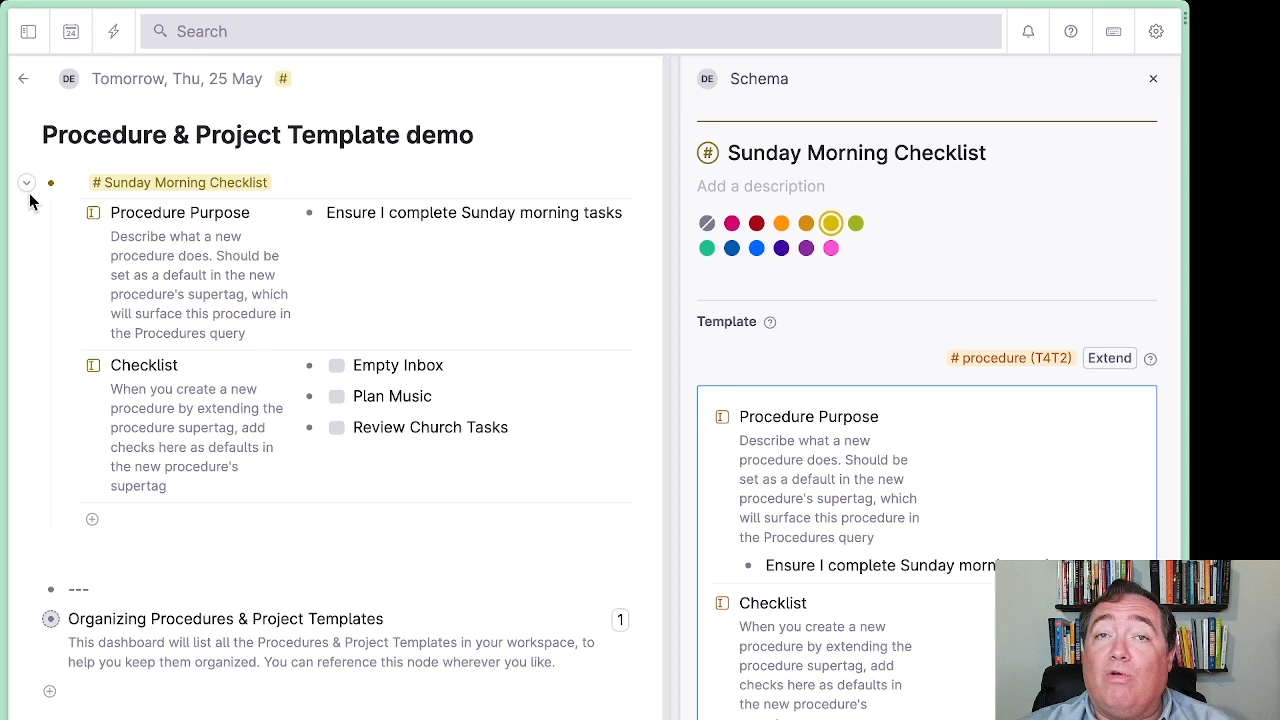 24
Search
DE Tomorrow, Thu, 25 May #
Procedure & Project Template demo
# Sunday Morning Checklist
Procedure Purpose
Describe what a new
procedure does. Should be
set as a default in the new
procedure's supertag, which
will surface this procedure in
the Procedures query
Ensure I complete Sunday morning tasks
Checklist
When you create a new
procedure by extending the
procedure supertag, add
checks here as defaults in
the new procedure's
supertag
Empty Inbox
Plan Music
Review Church Tasks
---
Organizing Procedures & Project Templates
1
This dashboard will list all the Procedures & Project Templates in your workspace, to
help you keep them organized. You can reference this node wherever you like.
DE Schema
# Sunday Morning Checklist
Add a description
Template ?
# procedure (T4T2) Extend ?
Procedure Purpose
Describe what a new
procedure does. Should be
set as a default in the new
procedure's supertag, which
will surface this procedure in
the Procedures query
Ensure I complete Sunday
Checklist
When you create a new
procedure by extending the
procedure supertag, add
checks here as defaults in
the new procedure's